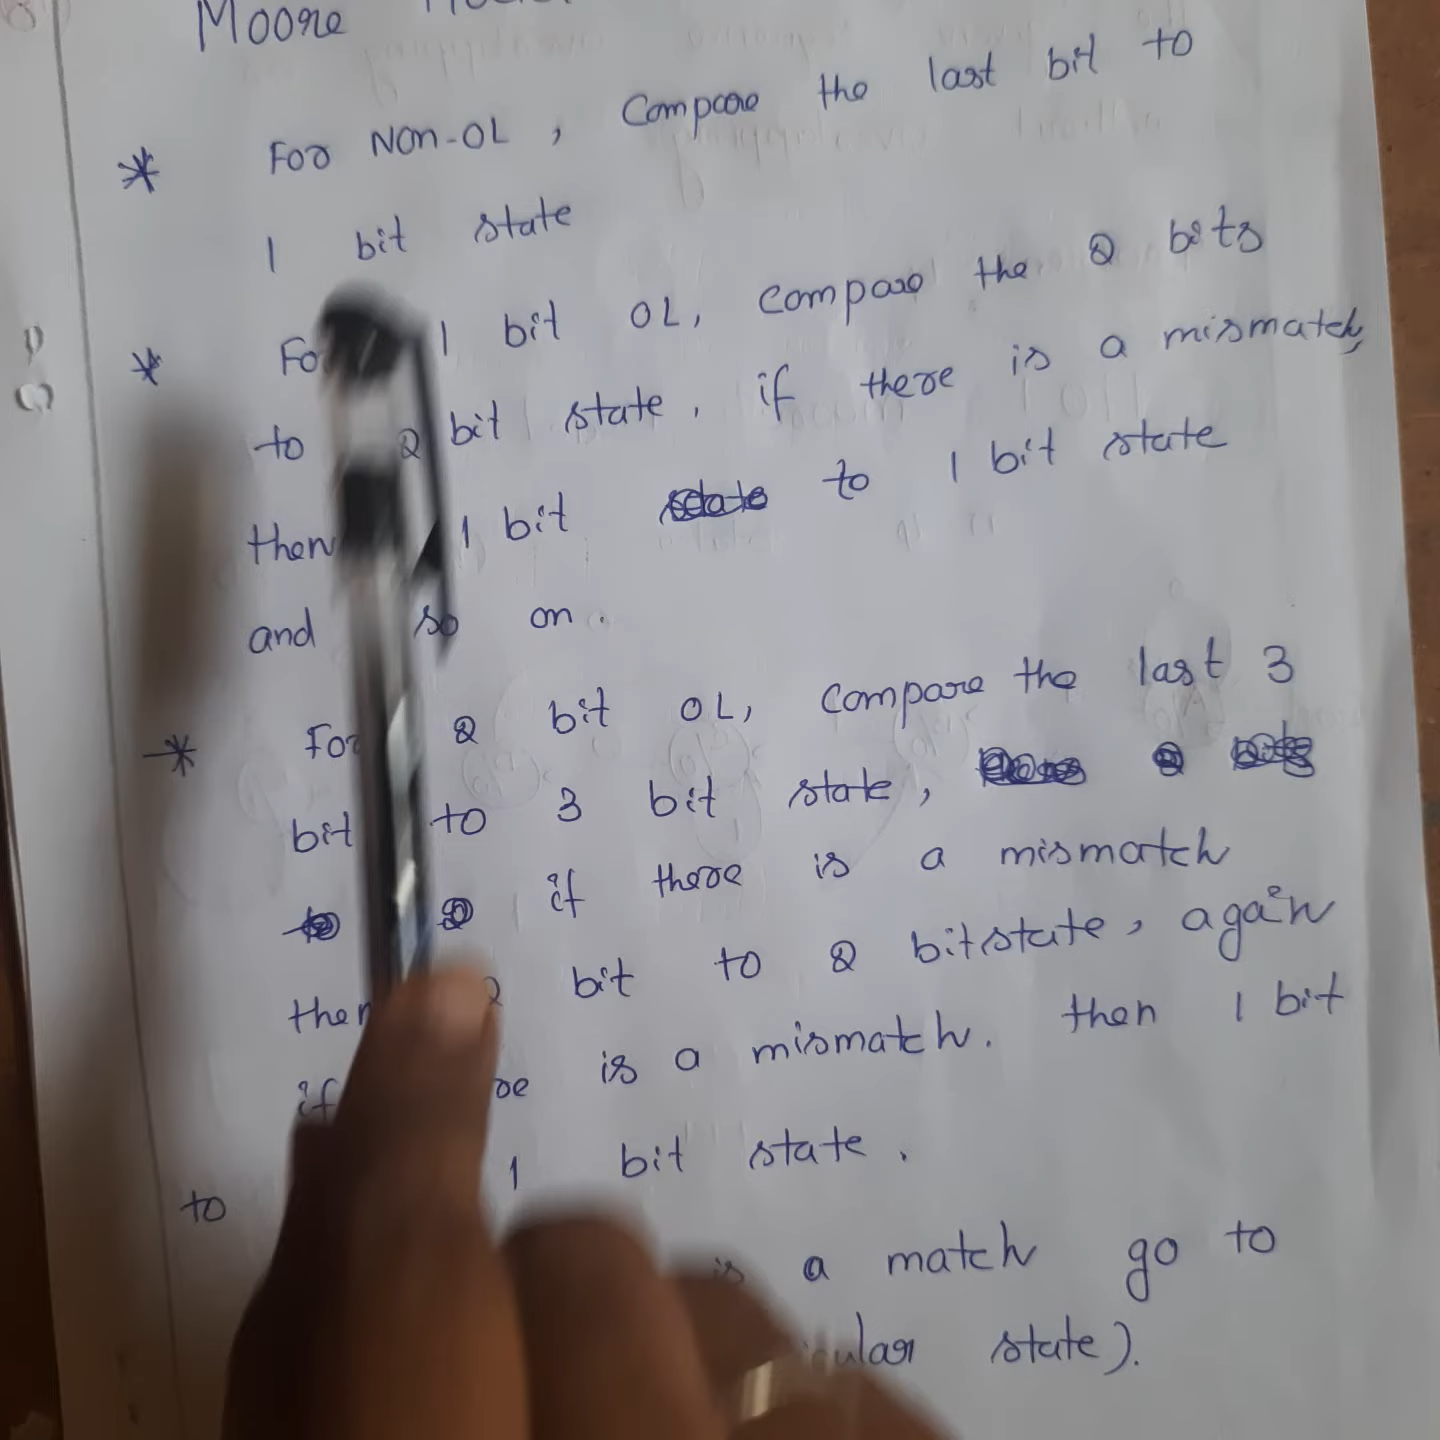 Moore
* For Non-OL, Compare the last bit to
1 bit state
* 1 bit OL, compare the 2 bits
to 2 bit state, if there is a mismatch,
then 1 bit to 1 bit state
and so on.
* For 2 bit OL, compare the last 3
bit to 3 bit state,
if there is a mismatch
then 2 bit to 2 bit state, again
if is a mismatch. then 1 bit
to 1 bit state.
is a match go to
state).